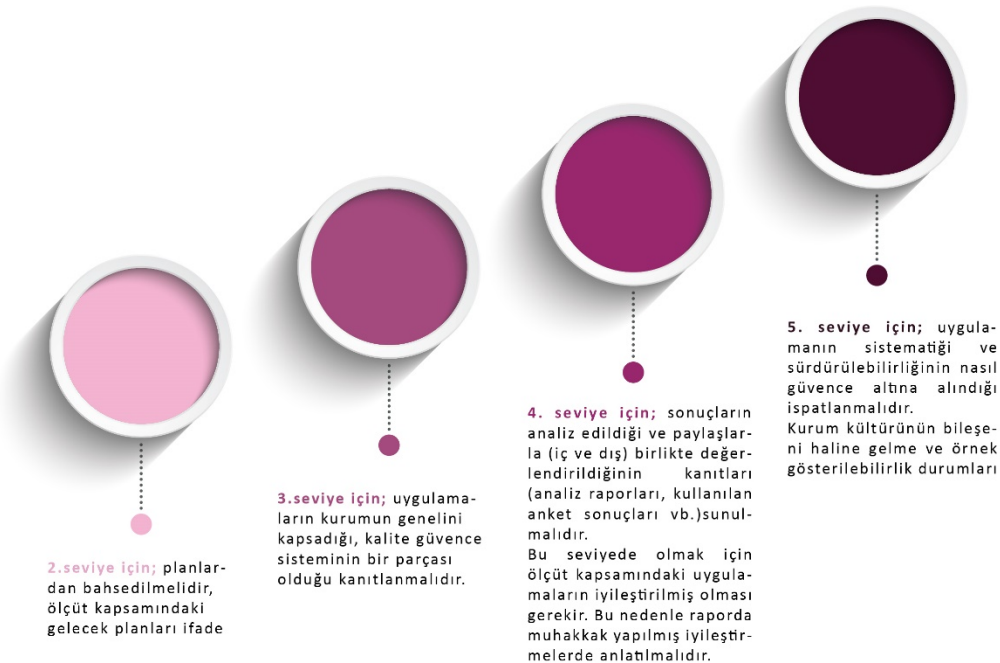 2.seviye için; planlar-
dan bahsedilmelidir,
ölçüt kapsamındaki
gelecek planları ifade
3.seviye için; uygulama-
ların kurumun genelini
kapsadığı, kalite güvence
sisteminin bir parçası
olduğu kanıtlanmalıdır.
4. seviye için; sonuçların
analiz edildiği ve paylaşlar-
la (iç ve dış) birlikte değer-
lendirildiğinin kanıtları
(analiz raporları, kullanılan
anket sonuçları vb.)sunul-
malıdır.
Bu seviyede olmak için
ölçüt kapsamındaki uygula-
maların iyileştirilmiş olması
gerekir. Bu nedenle raporda
muhakkak yapılmış iyileştir-
melerde anlatılmalıdır.
5. seviye için; uygula-
manın sistematiği ve
sürdürülebilirliğinin nasıl
güvence altına alındığı
ispatlanmalıdır.
Kurum kültürünün bileşe-
ni haline gelme ve örnek
gösterilebilirlik durumları